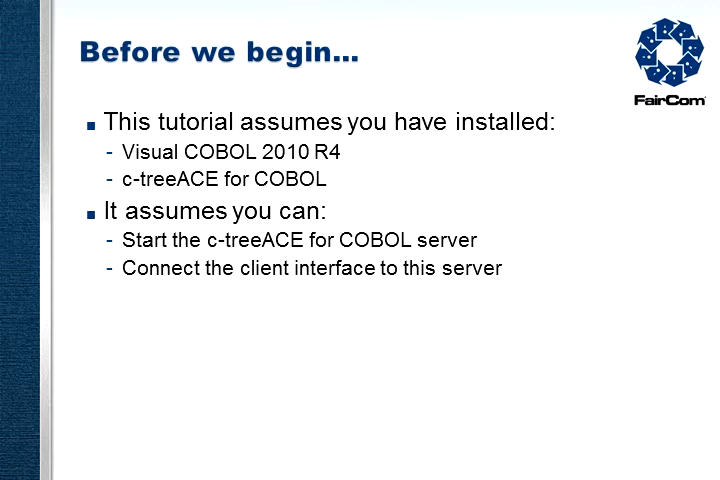 Before we begin...
FairCom
This tutorial assumes you have installed:
- Visual COBOL 2010 R4
- c-treeACE for COBOL
It assumes you can:
- Start the c-treeACE for COBOL server
- Connect the client interface to this server